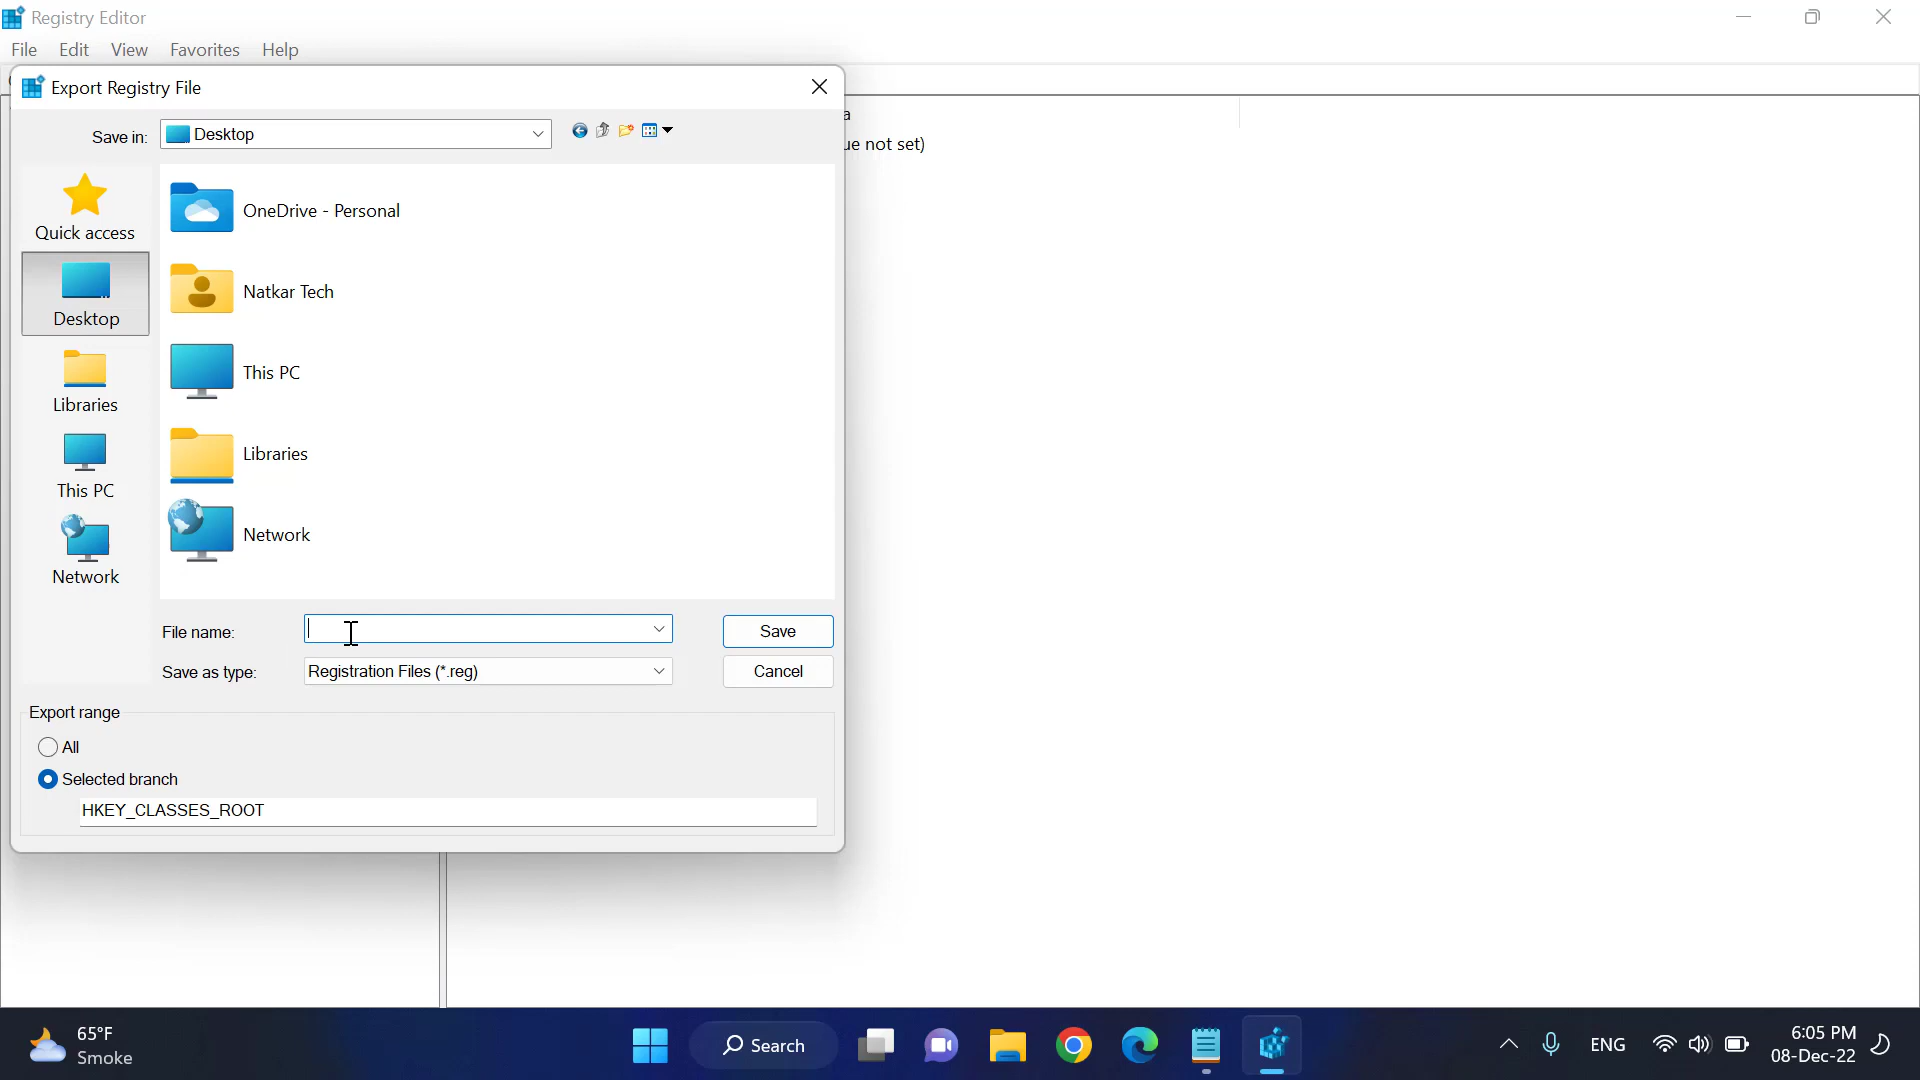 Registry Editor
File Edit View Favorites Help
Export Registry File
Save in: Desktop
Quick access
Desktop
Libraries
This PC
Network
OneDrive - Personal
Natkar Tech
This PC
Libraries
Network
a
ue not set)
File name:
Save
Save as type: Registration Files (*.reg)
Cancel
Export range
All
Selected branch
HKEY_CLASSES_ROOT
65°F
Smoke
Search
ENG
6:05 PM
08-Dec-22